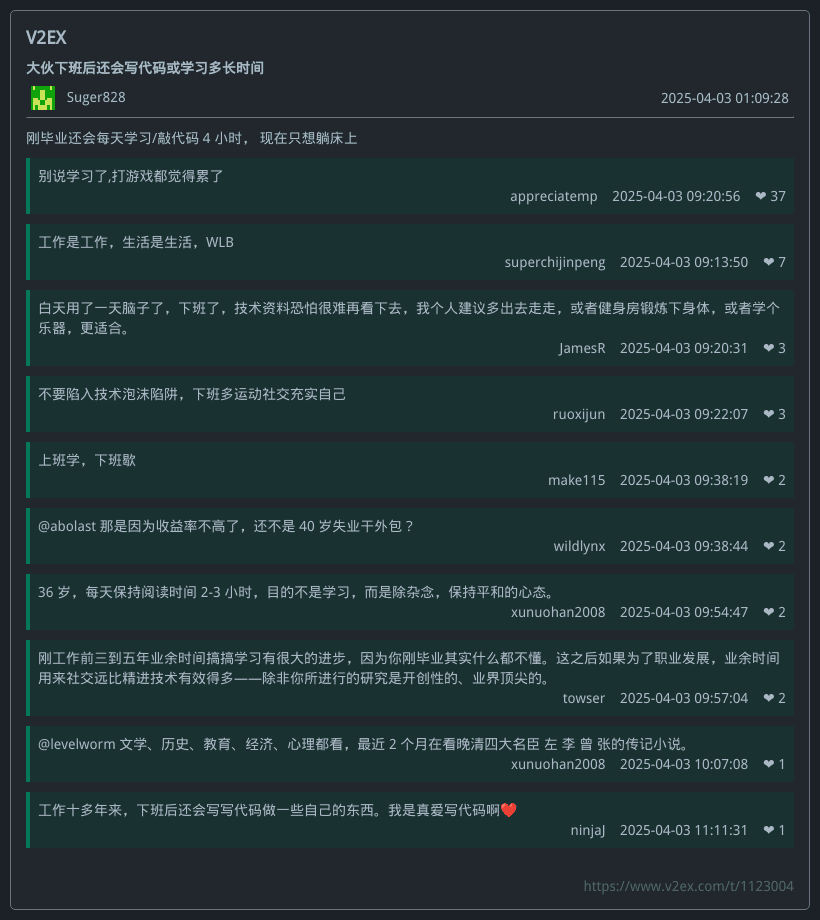 V2EX
大伙下班后还会写代码或学习多长时间
Suger828 2025-04-03 01:09:28
刚毕业还会每天学习/敲代码 4 小时， 现在只想躺床上
别说学习了,打游戏都觉得累了
appreciatemp 2025-04-03 09:20:56 ❤ 37
工作是工作，生活是生活，WLB
superchijinpeng 2025-04-03 09:13:50 ❤ 7
白天用了一天脑子了，下班了，技术资料恐怕很难再看下去，我个人建议多出去走走，或者健身房锻炼下身体，或者学个
乐器，更适合。
JamesR 2025-04-03 09:20:31 ❤ 3
不要陷入技术泡沫陷阱，下班多运动社交充实自己
ruoxijun 2025-04-03 09:22:07 ❤ 3
上班学，下班歇
make115 2025-04-03 09:38:19 ❤ 2
@abolast 那是因为收益率不高了，还不是 40 岁失业干外包？
wildlynx 2025-04-03 09:38:44 ❤ 2
36 岁，每天保持阅读时间 2-3 小时，目的不是学习，而是除杂念，保持平和的心态。
xunuohan2008 2025-04-03 09:54:47 ❤ 2
刚工作前三到五年业余时间搞搞学习有很大的进步，因为你刚毕业其实什么都不懂。这之后如果为了职业发展，业余时间
用来社交远比精进技术有效得多——除非你所进行的研究是开创性的、业界顶尖的。
towser 2025-04-03 09:57:04 ❤ 2
@levelworm 文学、历史、教育、经济、心理都看，最近 2 个月在看晚清四大名臣 左 李 曾 张的传记小说。
xunuohan2008 2025-04-03 10:07:08 ❤ 1
工作十多年来，下班后还会写写代码做一些自己的东西。我是真爱写代码啊❤️
ninjaJ 2025-04-03 11:11:31 ❤ 1
https://www.v2ex.com/t/1123004